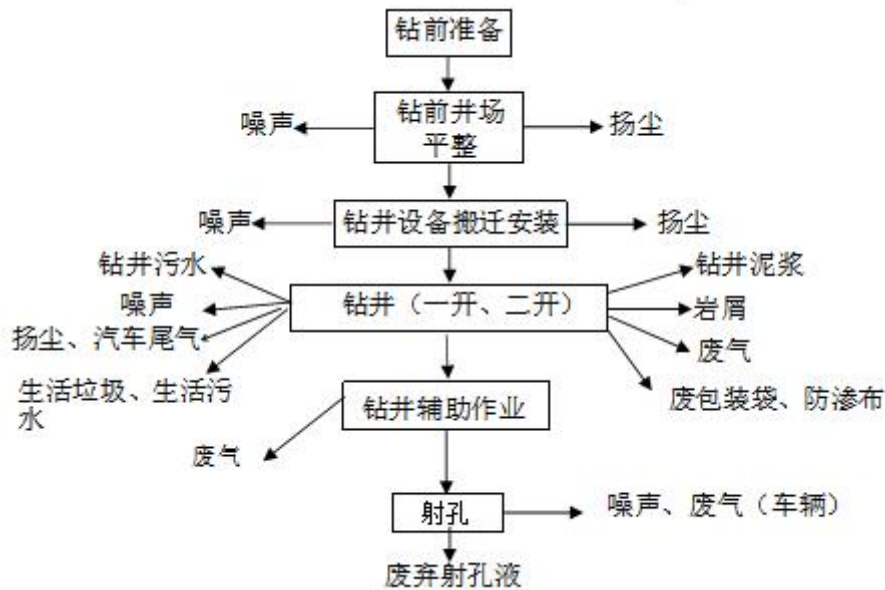 钻前准备
钻前井场
平整
噪声
扬尘
钻井设备搬迁安装
噪声
扬尘
钻井污水
钻井泥浆
钻井（一开、二开）
噪声
岩屑
扬尘、汽车尾气
废气
生活垃圾、生活污
水
废包装袋、防渗布
钻井辅助作业
废气
射孔
噪声、废气（车辆）
废弃射孔液